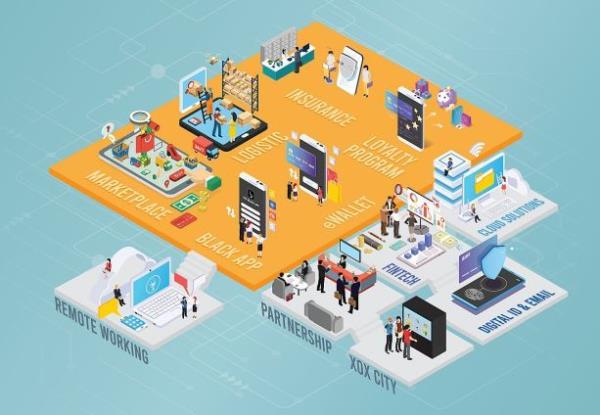 INSURANCE
LOGISTIC
LOYALTY
PROGRAM
MARKETPLACE
eWALLET
BLACK APP
CLOUD SOLUTIONS
FINTECH
DIGITAL ID & EMAIL
REMOTE WORKING
PARTNERSHIP
XOX CITY